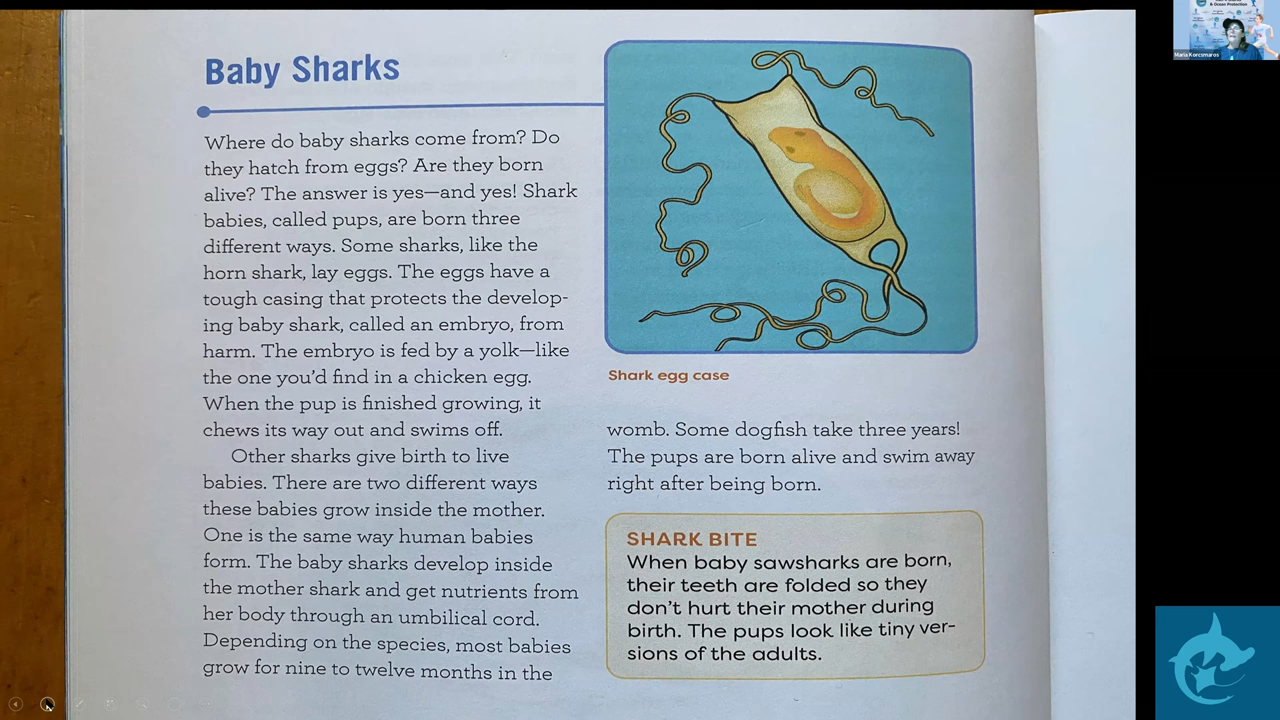 Baby Sharks
Where do baby sharks come from? Do
they hatch from eggs? Are they born
alive? The answer is yes—and yes! Shark
babies, called pups, are born three
different ways. Some sharks, like the
horn shark, lay eggs. The eggs have a
tough casing that protects the develop-
ing baby shark, called an embryo, from
harm. The embryo is fed by a yolk—like
the one you'd find in a chicken egg.
When the pup is finished growing, it
chews its way out and swims off.
Other sharks give birth to live
babies. There are two different ways
these babies grow inside the mother.
One is the same way human babies
form. The baby sharks develop inside
the mother shark and get nutrients from
her body through an umbilical cord.
Depending on the species, most babies
grow for nine to twelve months in the
Shark egg case
womb. Some dogfish take three years!
The pups are born alive and swim away
right after being born.
SHARK BITE
When baby sawsharks are born,
their teeth are folded so they
don't hurt their mother during
birth. The pups look like tiny ver-
sions of the adults.
& Ocean Protection
Maria Korcsmaros